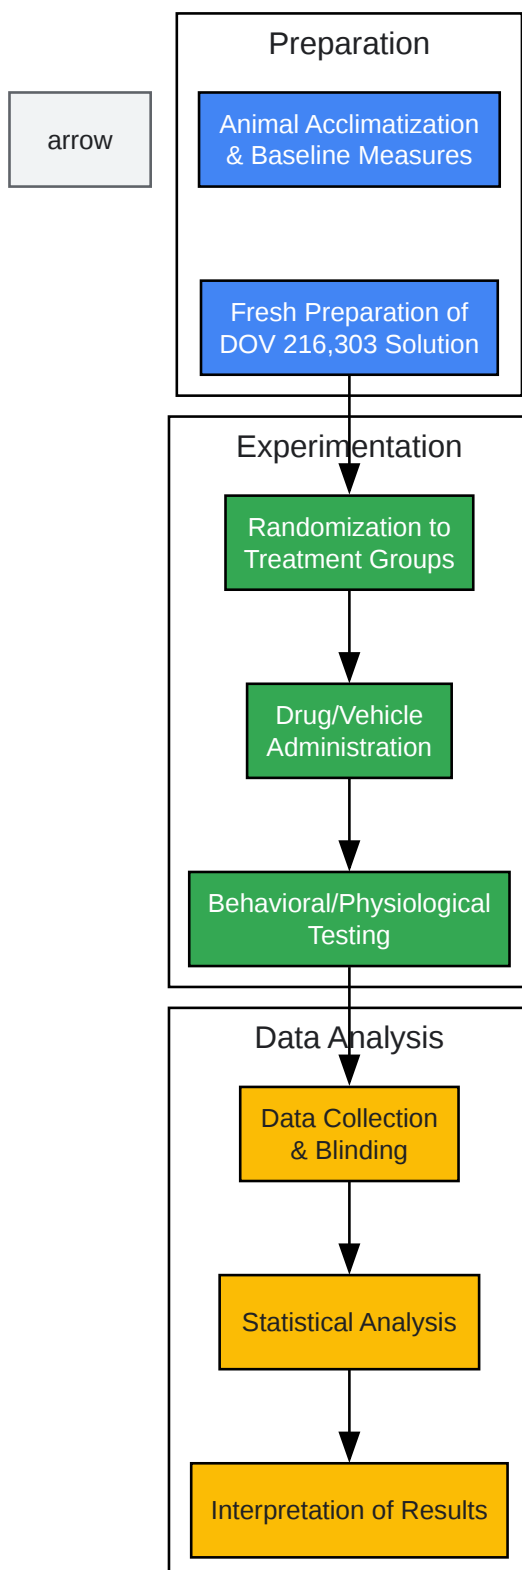 Preparation
arrow
Animal Acclimatization
& Baseline Measures
Fresh Preparation of
DOV 216,303 Solution
Experimentation
Randomization to
Treatment Groups
Drug/Vehicle
Administration
Behavioral/Physiological
Testing
Data Analysis
Data Collection
& Blinding
Statistical Analysis
Interpretation of Results